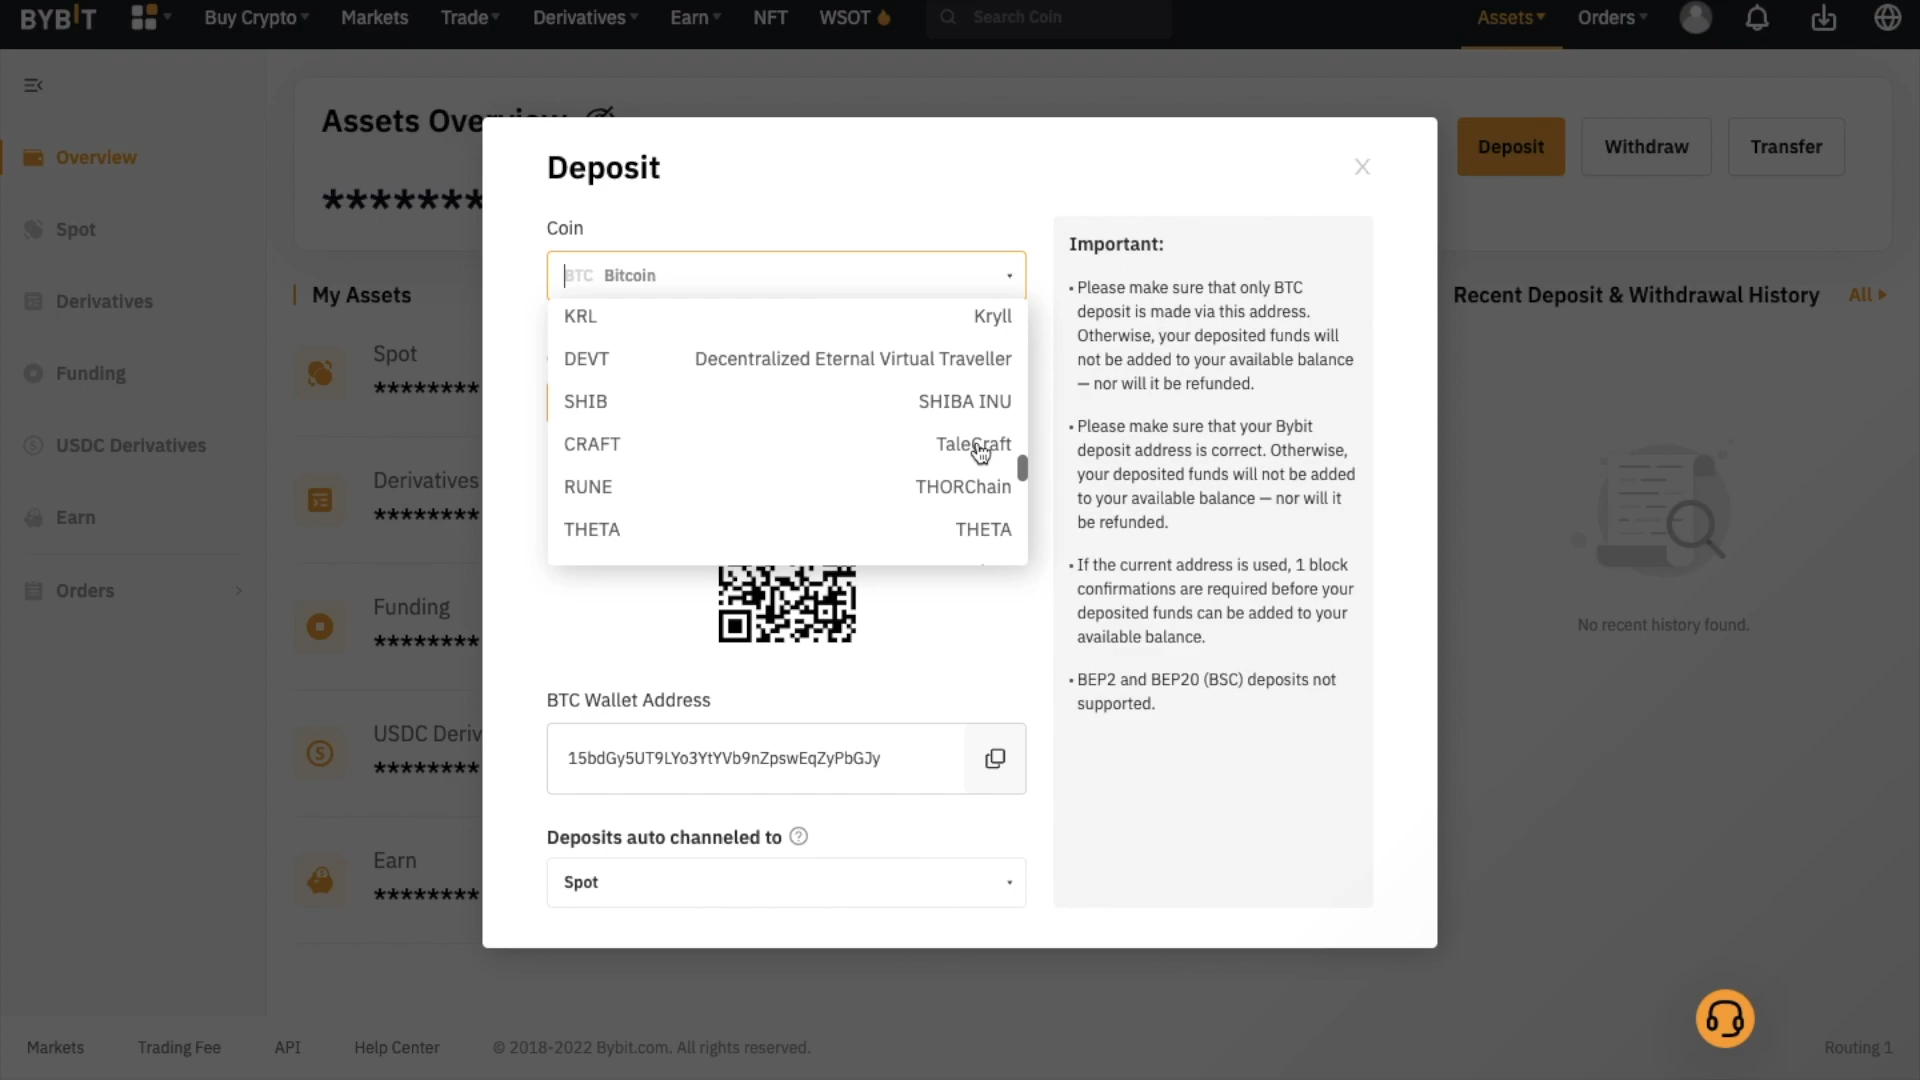 BYBIT
Buy Crypto
Markets
Trade
Derivatives
Earn
NFT
WSOT
Search Coin
Assets
Orders
Assets
Deposit
Withdraw
Transfer
Overview
Spot
Derivatives
Funding
USDC Derivatives
Earn
Orders
*******
My Assets
Spot
********
Derivatives
********
Funding
********
********
Earn
********
Recent Deposit & Withdrawal History
All
No recent history found.
Deposit
X
Coin
BTC Bitcoin
KRL Kryll
DEVT Decentralized Eternal Virtual Traveller
SHIB SHIBA INU
CRAFT TaleCraft
RUNE THORChain
THETA THETA
BTC Wallet Address
15bdGy5UT9LYo3YtYVb9nZpswEqZyPbGJy
Deposits auto channeled to ?
Spot
Important:
• Please make sure that only BTC
deposit is made via this address.
Otherwise, your deposited funds will
not be added to your available balance
— nor will it be refunded.
• Please make sure that your Bybit
deposit address is correct. Otherwise,
your deposited funds will not be added
to your available balance — nor will it
be refunded.
• If the current address is used, 1 block
confirmations are required before your
deposited funds can be added to your
available balance.
• BEP2 and BEP20 (BSC) deposits not
supported.
Markets
Trading Fee
API
Help Center
© 2018-2022 Bybit.com. All rights reserved.
Routing 1